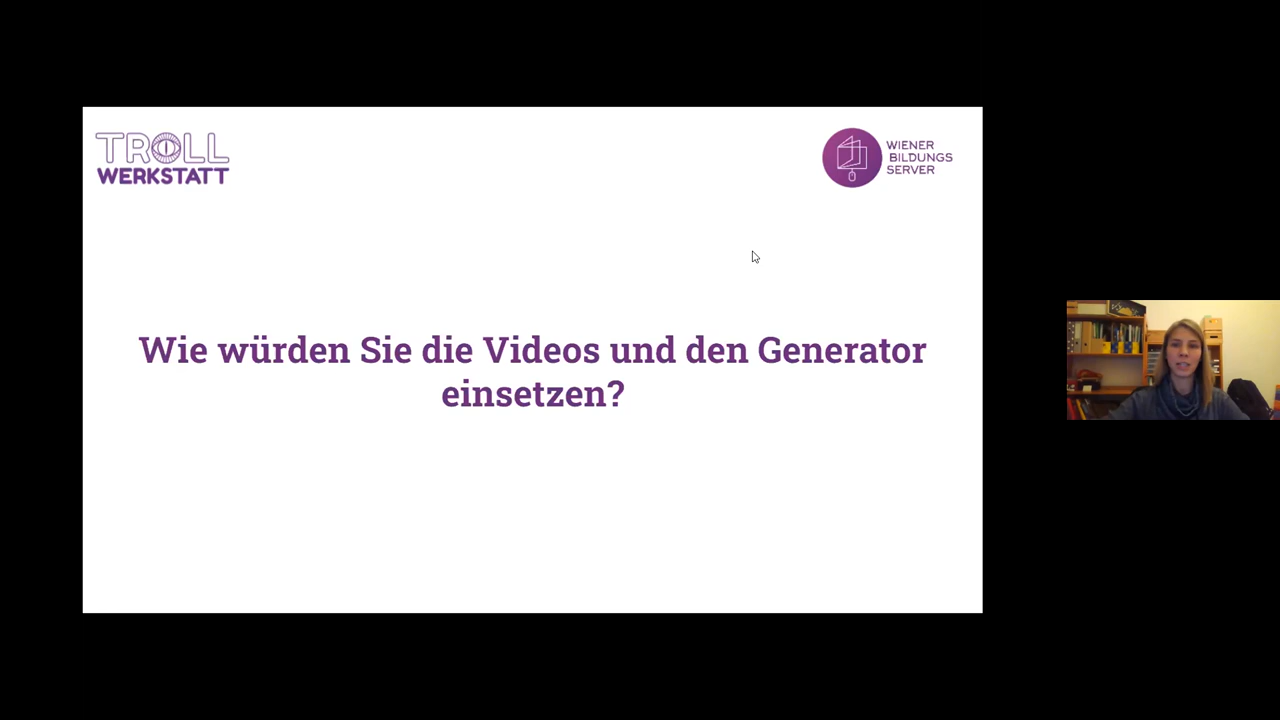 TROLL
WERKSTATT
WIENER
BILDUNGS
SERVER
Wie würden Sie die Videos und den Generator
einsetzen?